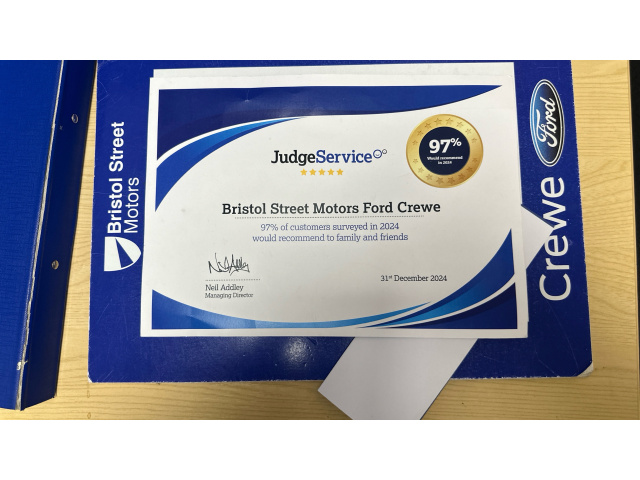 Bristol Street
Motors
JudgeService
97%
Would recommend
in 2024
Bristol Street Motors Ford Crewe
97% of customers surveyed in 2024
would recommend to family and friends
Neil Addley
Managing Director
31st December 2024
Ford
Crewe